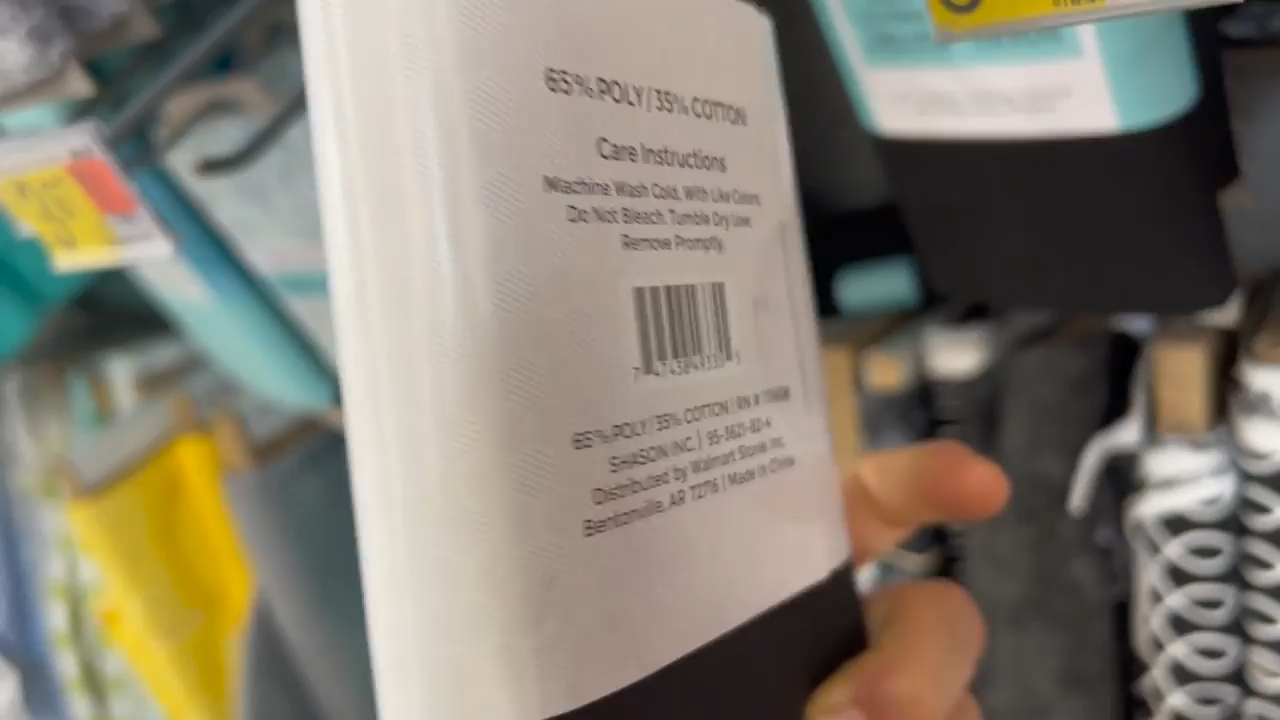 65% POLY / 35% COTTON
Care Instructions
Machine Wash Cold, With Like Colors
Do Not Bleach. Tumble Dry Low.
Remove Promptly.
65% POLY / 35% COTTON | RN #
SHASON INC. | 95-3621-82-4
Distributed by Walmart Stores Inc.
Bentonville, AR 72716 | Made in China